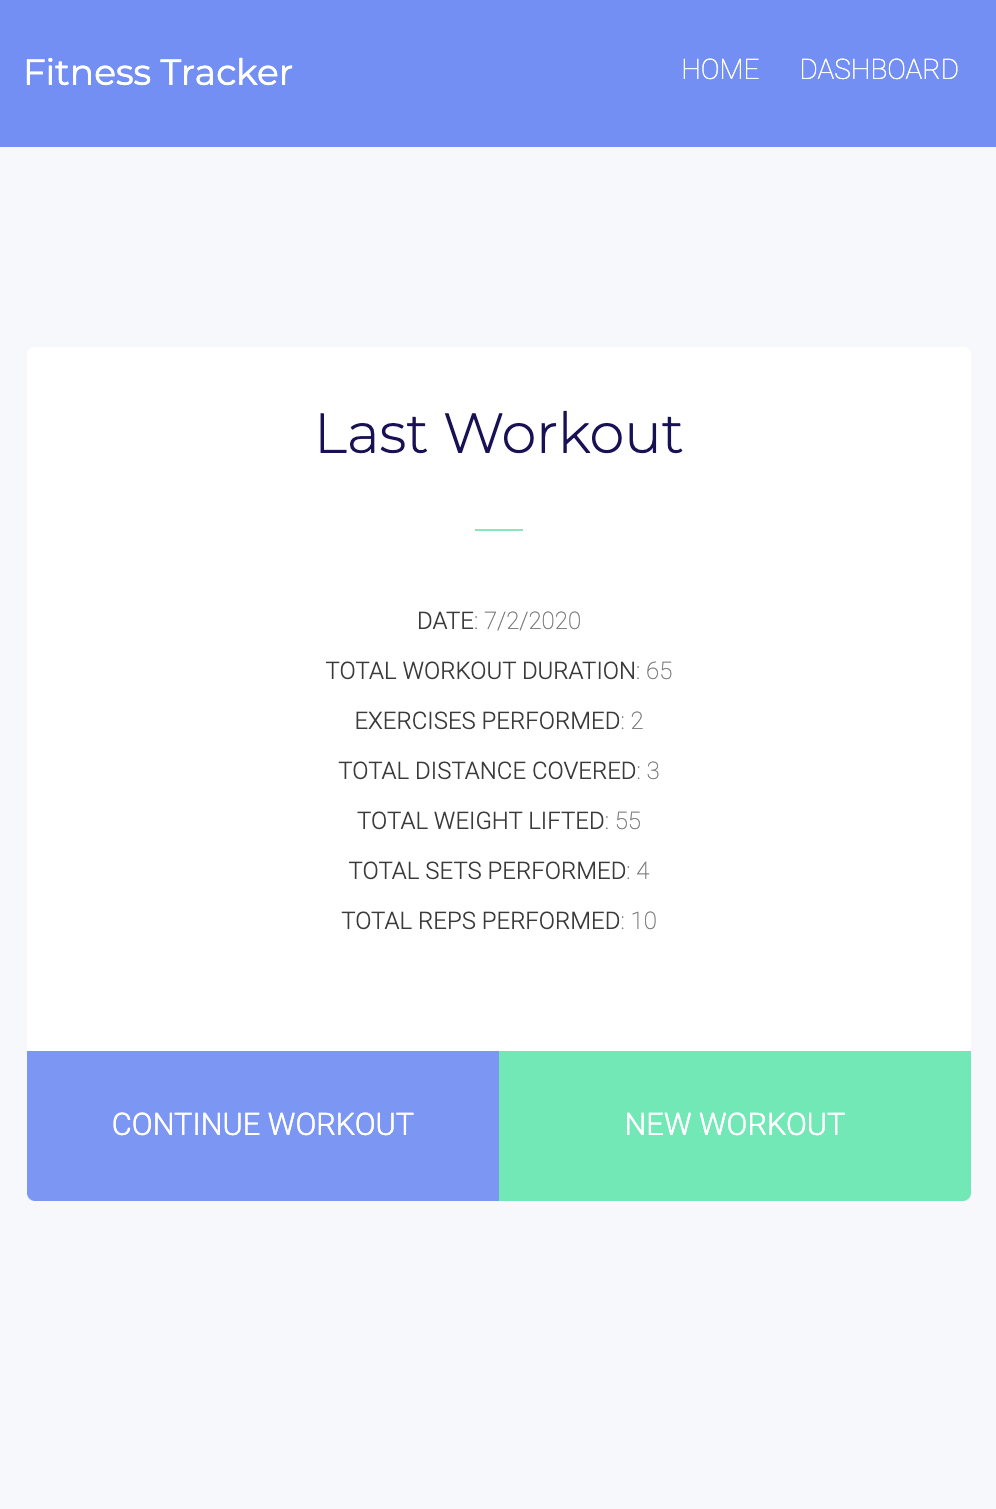 Fitness Tracker
HOME DASHBOARD
Last Workout
DATE: 7/2/2020
TOTAL WORKOUT DURATION: 65
EXERCISES PERFORMED: 2
TOTAL DISTANCE COVERED: 3
TOTAL WEIGHT LIFTED: 55
TOTAL SETS PERFORMED: 4
TOTAL REPS PERFORMED: 10
CONTINUE WORKOUT
NEW WORKOUT